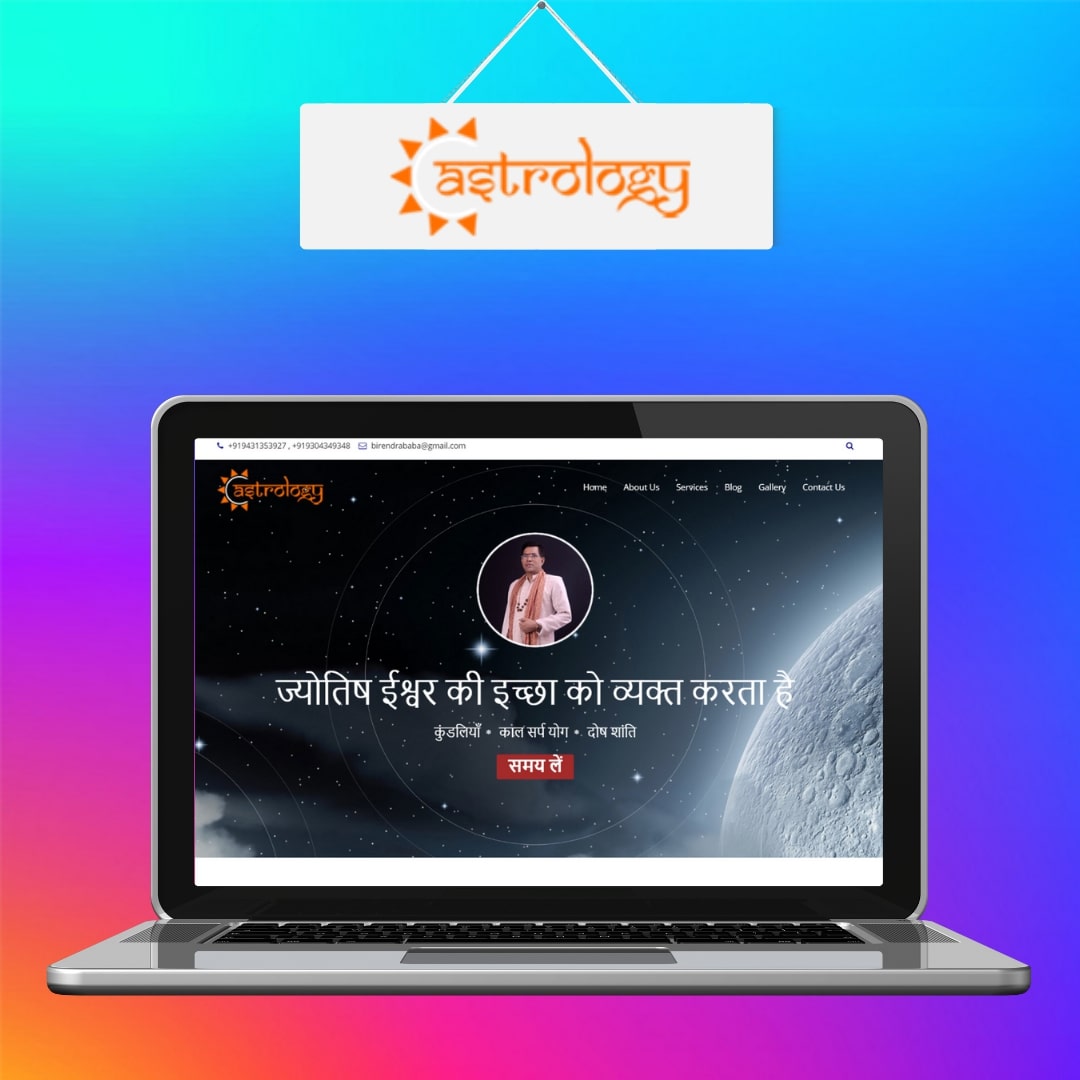 astrology
+919431353927 , +919304349348 birendrababa@gmail.com
astrology
Home About Us Services Blog Gallery Contact Us
ज्योतिष ईश्वर की इच्छा को व्यक्त करता है
कुंडलियाँ • काल सर्प योग • दोष शांति
समय लें